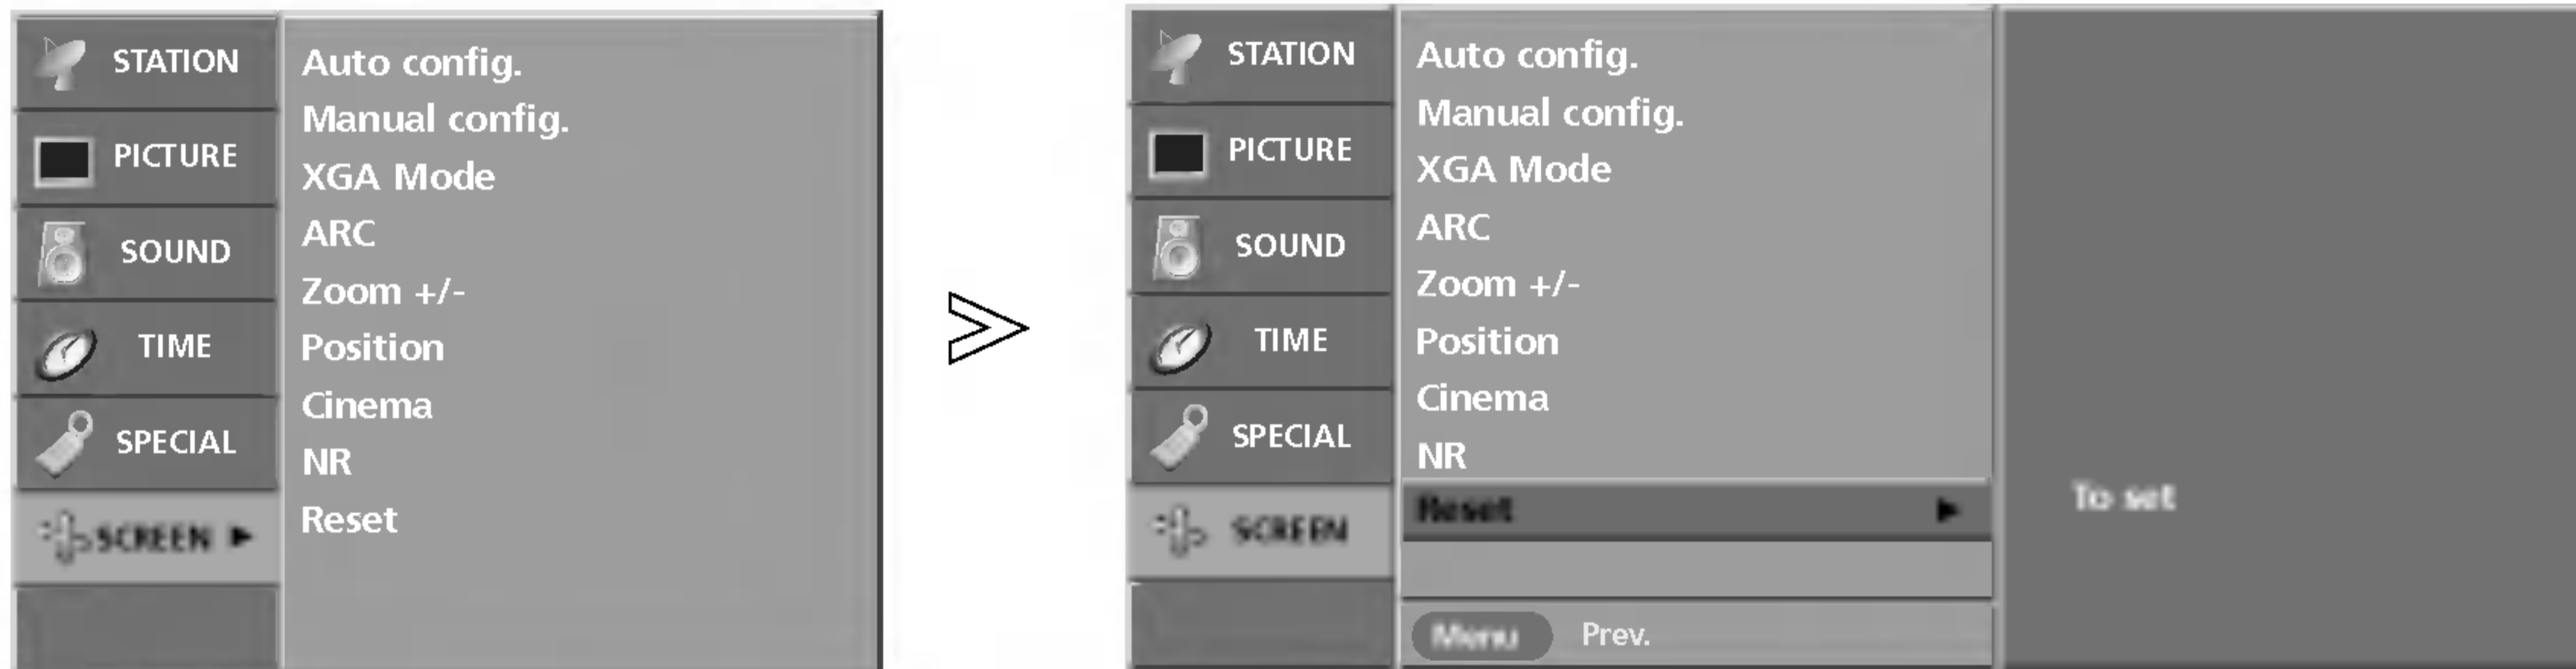 STATION
PICTURE
SOUND
TIME
SPECIAL
SCREEN
Auto config.
Manual config.
XGA Mode
ARC
Zoom +/-
Position
Cinema
NR
Reset
STATION
PICTURE
SOUND
TIME
SPECIAL
SCREEN
Auto config.
Manual config.
XGA Mode
ARC
Zoom +/-
Position
Cinema
NR
Reset
Menu Prev.
To set